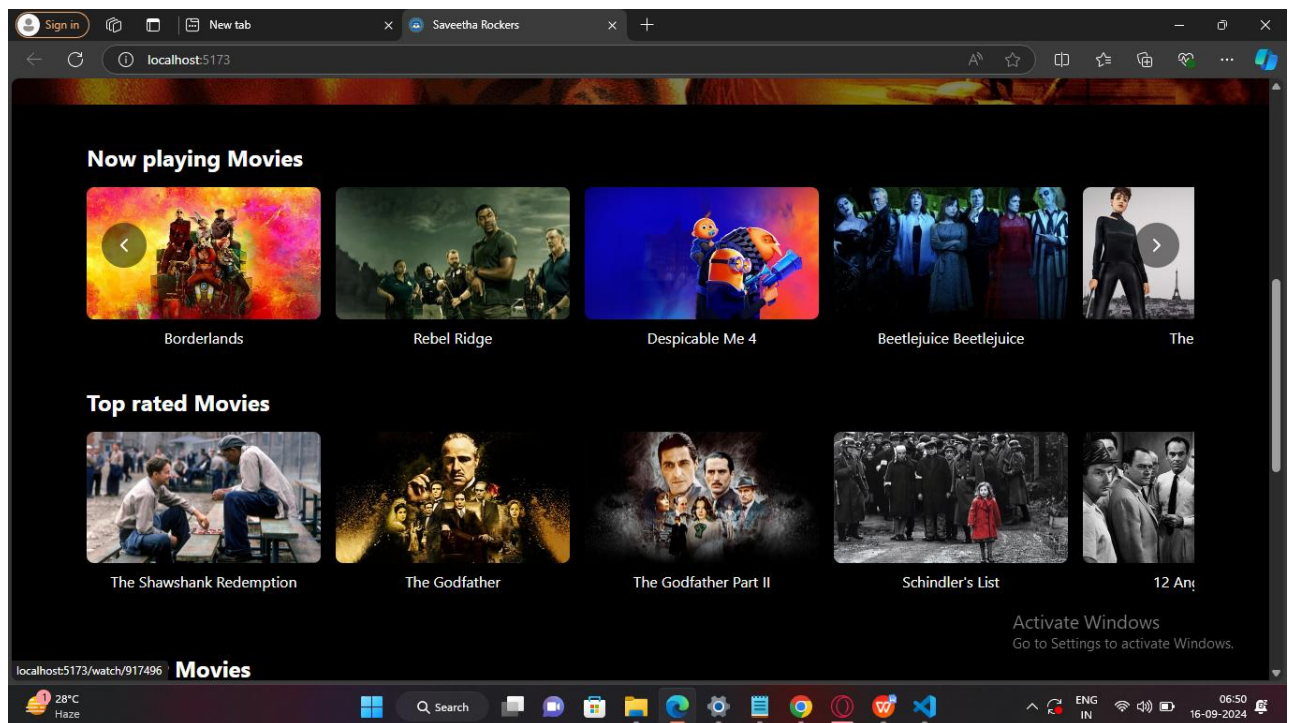 Sign in
New tab
Saveetha Rockers
localhost:5173
Now playing Movies
Borderlands
Rebel Ridge
Despicable Me 4
Beetlejuice Beetlejuice
The
Top rated Movies
The Shawshank Redemption
The Godfather
The Godfather Part II
Schindler's List
12 Ang
Activate Windows
Go to Settings to activate Windows.
localhost:5173/watch/917496
Movies
1
28°C
Haze
Search
ENG
IN
06:50
16-09-2024